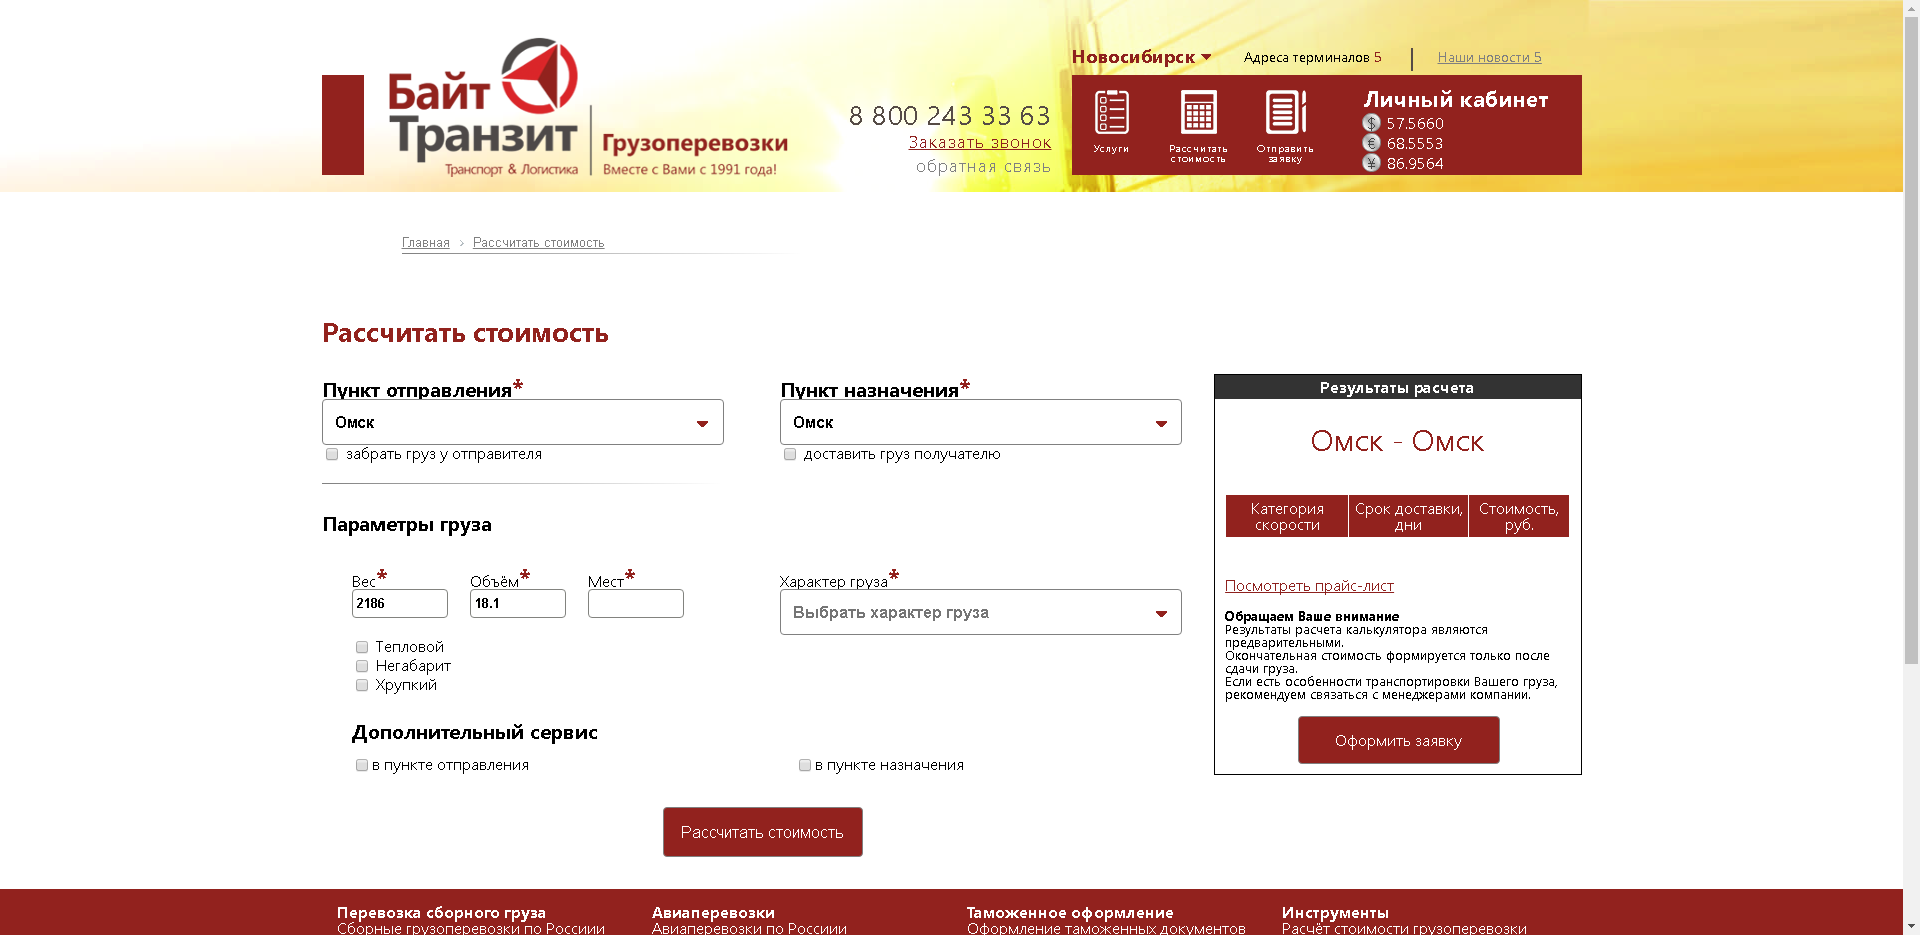 Байт
Транзит
Транспорт & Логистика
Грузоперевозки
Вместе с Вами с 1991 года!
8 800 243 33 63
Заказать звонок
обратная связь
Новосибирск
Адреса терминалов 5
Наши новости 5
Услуги
Рассчитать
стоимость
Отправить
заявку
Личный кабинет
$ 57.5660
€ 68.5553
¥ 86.9564
Главная > Рассчитать стоимость
Рассчитать стоимость
Пункт отправления*
Омск
забрать груз у отправителя
Пункт назначения*
Омск
доставить груз получателю
Параметры груза
Вес* Объём* Мест*
2186 18.1
Характер груза*
Выбрать характер груза
Тепловой
Негабарит
Хрупкий
Дополнительный сервис
в пункте отправления
в пункте назначения
Рассчитать стоимость
Результаты расчета
Омск - Омск
Категория скорости
Срок доставки, дни
Стоимость, руб.
Посмотреть прайс-лист
Обращаем Ваше внимание
Результаты расчета калькулятора являются
предварительными.
Окончательная стоимость формируется только после
сдачи груза.
Если есть особенности транспортировки Вашего груза,
рекомендуем связаться с менеджерами компании.
Оформить заявку
Перевозка сборного груза
Сборные грузоперевозки по Росcиии
Авиаперевозки
Авиаперевозки по Росcиии
Таможенное оформление
Оформление таможенных документов
Инструменты
Расчёт стоимости грузоперевозки